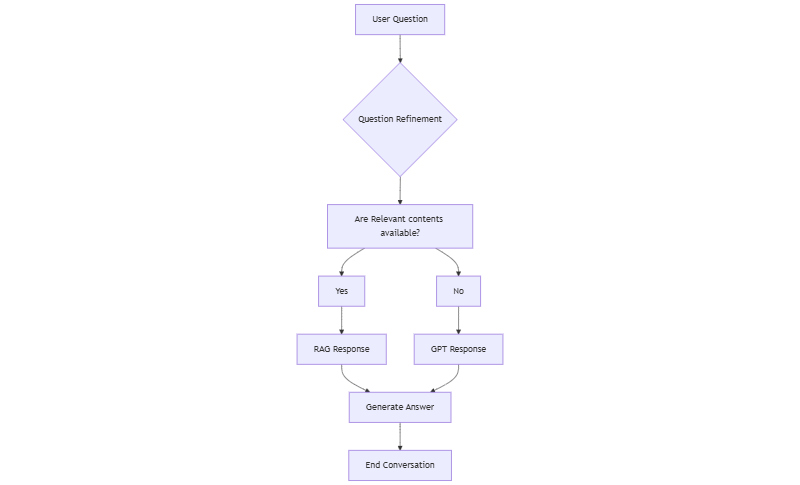 User Question
Question Refinement
Are Relevant contents
available?
Yes
No
RAG Response
GPT Response
Generate Answer
End Conversation